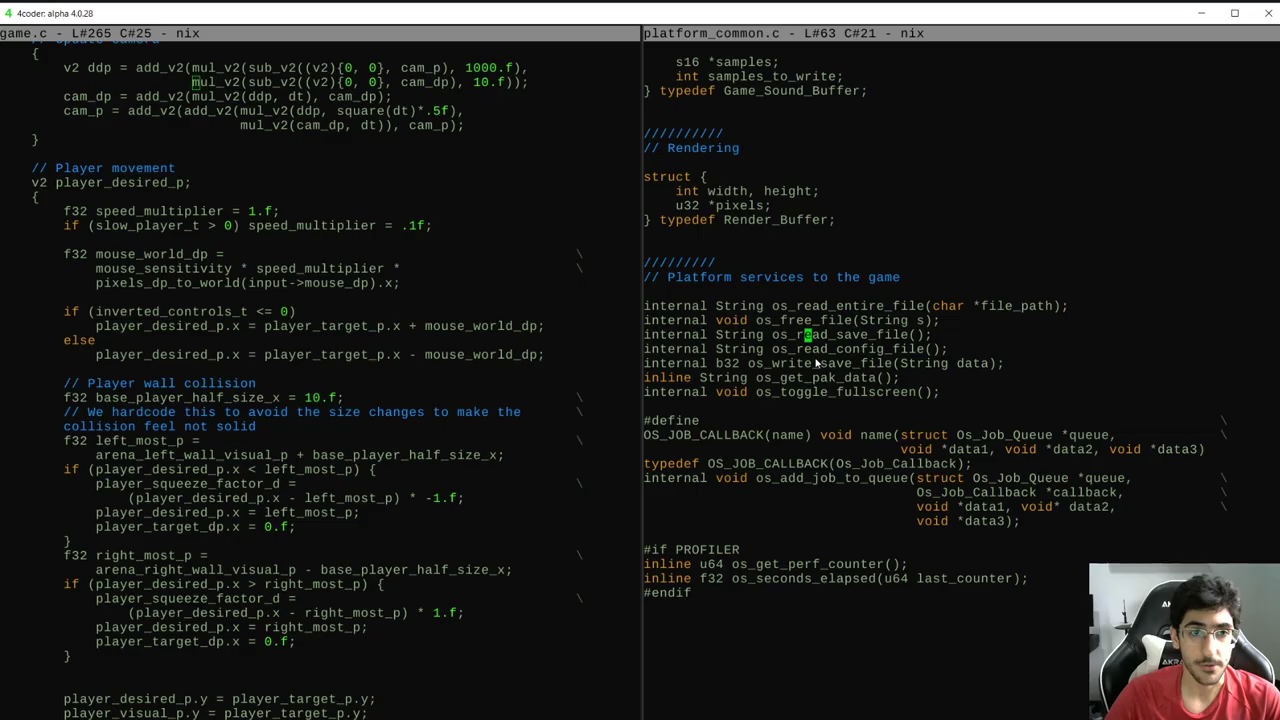 4coder: alpha 4.0.28
game.c - L#265 C#25 - nix
// Update camera
{
v2 ddp = add_v2(mul_v2(sub_v2((v2){0, 0}, cam_p), 1000.f),
mul_v2(sub_v2((v2){0, 0}, cam_dp), 10.f));
cam_dp = add_v2(mul_v2(ddp, dt), cam_dp);
cam_p = add_v2(add_v2(mul_v2(ddp, square(dt)*.5f),
mul_v2(cam_dp, dt)), cam_p);
}
// Player movement
v2 player_desired_p;
{
f32 speed_multiplier = 1.f;
if (slow_player_t > 0) speed_multiplier = .1f;
f32 mouse_world_dp = \
mouse_sensitivity * speed_multiplier * \
pixels_dp_to_world(input->mouse_dp).x;
if (inverted_controls_t <= 0)
player_desired_p.x = player_target_p.x + mouse_world_dp;
else
player_desired_p.x = player_target_p.x - mouse_world_dp;
// Player wall collision
f32 base_player_half_size_x = 10.f;
// We hardcode this to avoid the size changes to make the \
collision feel not solid
f32 left_most_p = \
arena_left_wall_visual_p + base_player_half_size_x;
if (player_desired_p.x < left_most_p) {
player_squeeze_factor_d = \
(player_desired_p.x - left_most_p) * -1.f;
player_desired_p.x = left_most_p;
player_target_dp.x = 0.f;
}
f32 right_most_p = \
arena_right_wall_visual_p - base_player_half_size_x;
if (player_desired_p.x > right_most_p) {
player_squeeze_factor_d = \
(player_desired_p.x - right_most_p) * 1.f;
player_desired_p.x = right_most_p;
player_target_dp.x = 0.f;
}
player_desired_p.y = player_target_p.y;
player_visual_p.y = player_target_p.y;
platform_common.c - L#63 C#21 - nix
s16 *samples;
int samples_to_write;
} typedef Game_Sound_Buffer;
//////////
// Rendering
struct {
int width, height;
u32 *pixels;
} typedef Render_Buffer;
/////////
// Platform services to the game
internal String os_read_entire_file(char *file_path);
internal void os_free_file(String s);
internal String os_read_save_file();
internal String os_read_config_file();
internal b32 os_write_save_file(String data);
inline String os_get_pak_data();
internal void os_toggle_fullscreen();
#define \
OS_JOB_CALLBACK(name) void name(struct Os_Job_Queue *queue, \
void *data1, void *data2, void *data3)
typedef OS_JOB_CALLBACK(Os_Job_Callback);
internal void os_add_job_to_queue(struct Os_Job_Queue *queue, \
Os_Job_Callback *callback, \
void *data1, void* data2, \
void *data3);
#if PROFILER
inline u64 os_get_perf_counter();
inline f32 os_seconds_elapsed(u64 last_counter);
#endif